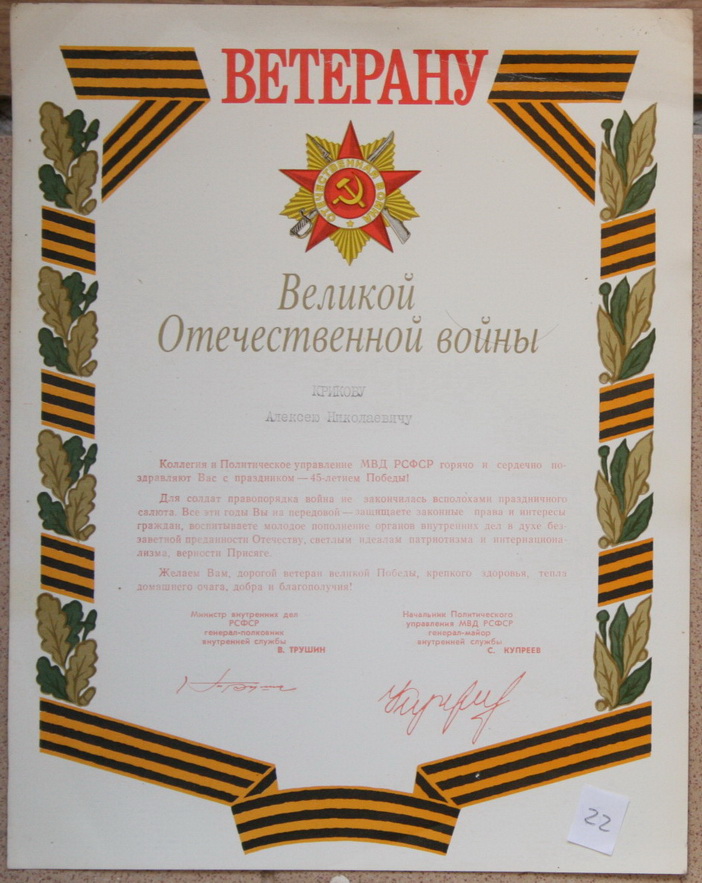 ВЕТЕРАНУ
ОТЕЧЕСТВЕННАЯ ВОЙНА
Великой
Отечественной войны
КРИКОВУ
Алексею Николаевичу
Коллегия и Политическое управление МВД РСФСР горячо и сердечно по-
здравляют Вас с праздником — 45-летием Победы!
Для солдат правопорядка война не закончилась всполохами праздничного
салюта. Все эти годы Вы на передовой — защищаете законные права и интересы
граждан, воспитываете молодое пополнение органов внутренних дел в духе без-
заветной преданности Отечеству, светлым идеалам патриотизма и интернациона-
лизма, верности Присяге.
Желаем Вам, дорогой ветеран великой Победы, крепкого здоровья, тепла
домашнего очага, добра и благополучия!
Министр внутренних дел
РСФСР
генерал-полковник
внутренней службы
В. ТРУШИН
Начальник Политического
управления МВД РСФСР
генерал-майор
внутренней службы
С. КУПРЕЕВ
22